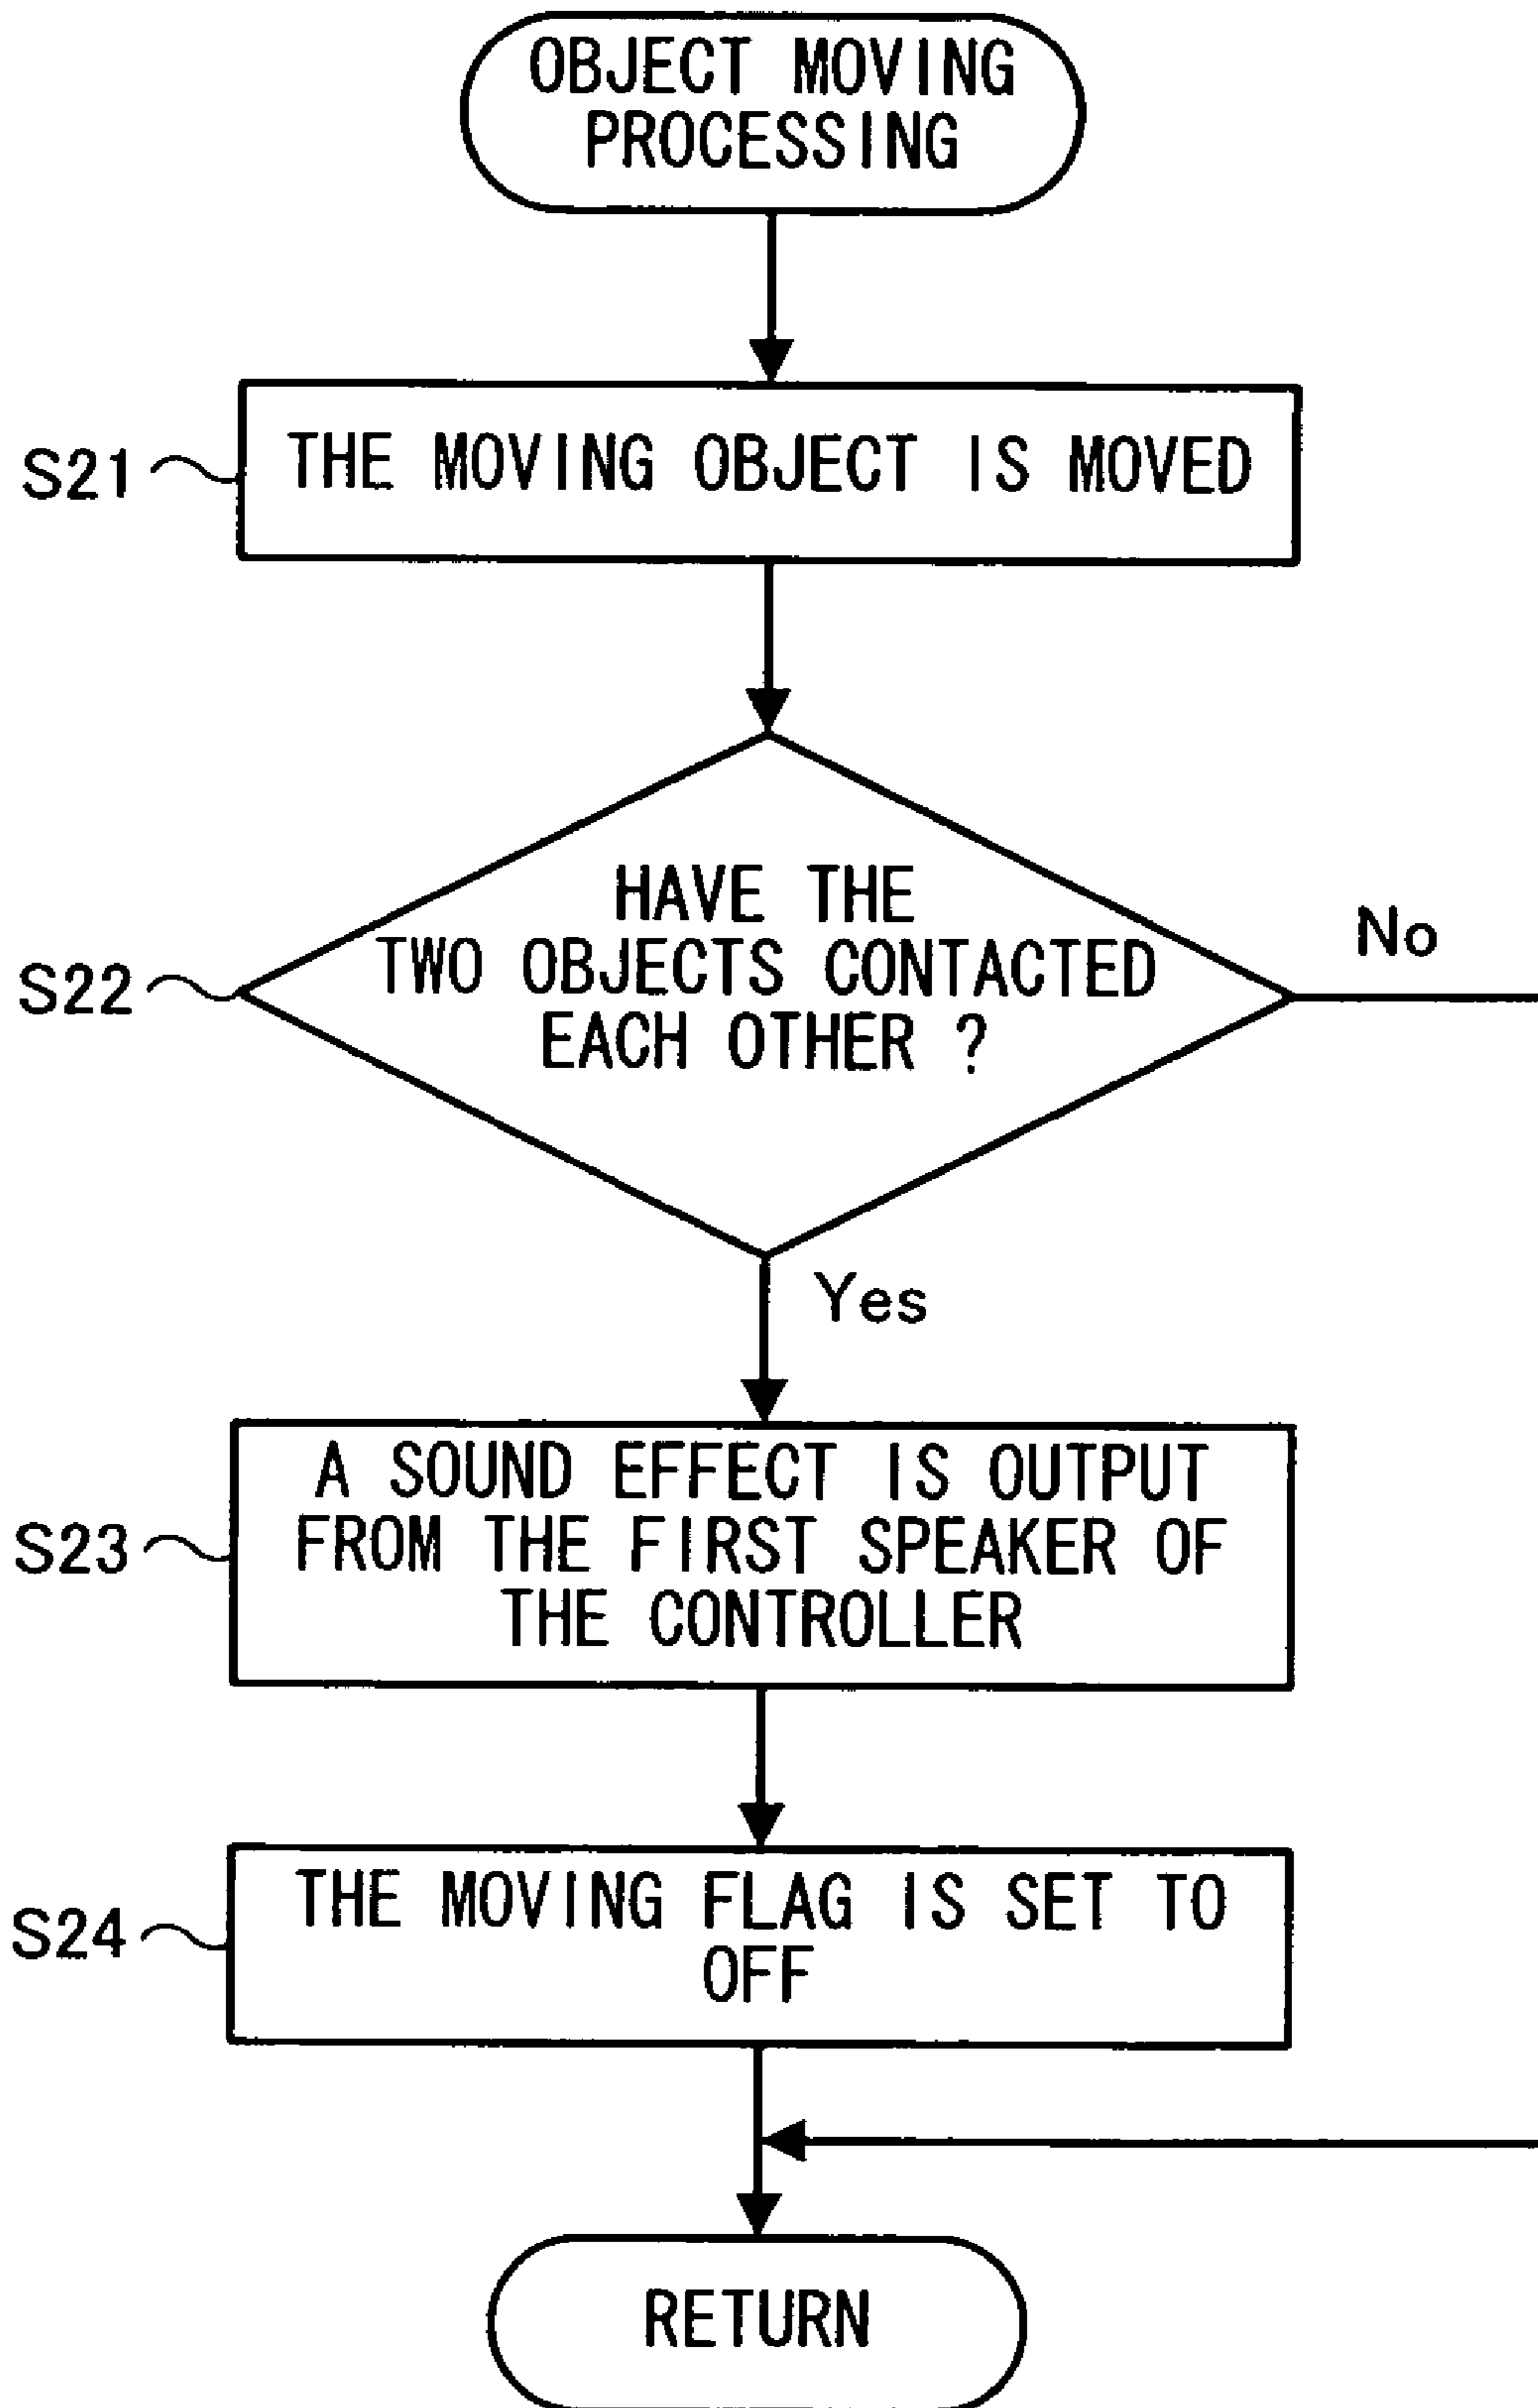 OBJECT MOVING
PROCESSING
S21
THE MOVING OBJECT IS MOVED
S22
HAVE THE
TWO OBJECTS CONTACTED
EACH OTHER ?
No
Yes
S23
A SOUND EFFECT IS OUTPUT
FROM THE FIRST SPEAKER OF
THE CONTROLLER
S24
THE MOVING FLAG IS SET TO
OFF
RETURN